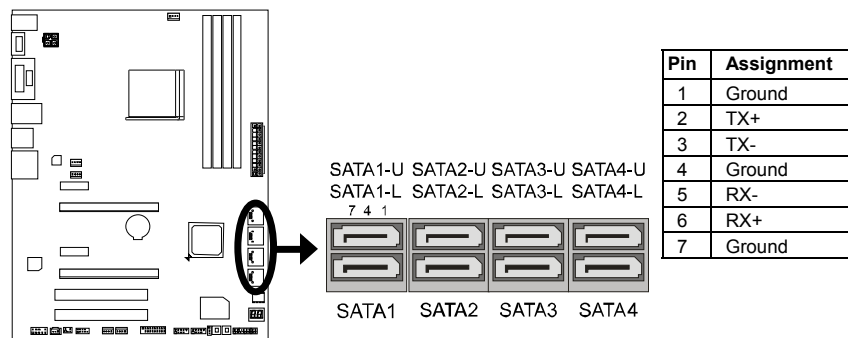 SATA1-U SATA2-U SATA3-U SATA4-U
SATA1-L SATA2-L SATA3-L SATA4-L
7 4 1
SATA1 SATA2 SATA3 SATA4
Pin Assignment
1 Ground
2 TX+
3 TX-
4 Ground
5 RX-
6 RX+
7 Ground